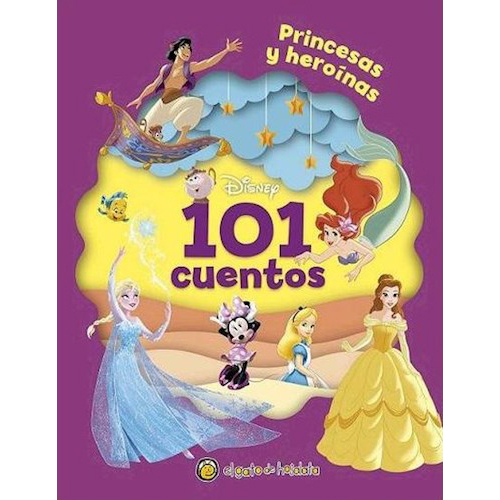 Princesas
y heroínas
Disney
101
cuentos
el gato de hojalata